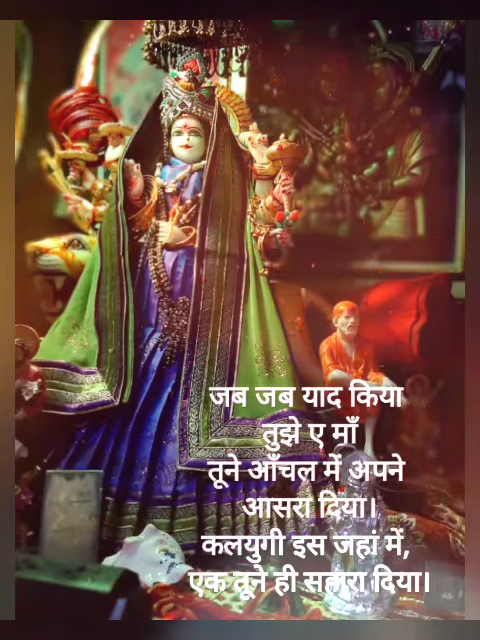 जब जब याद किया
तुझे ए माँ
तूने आँचल में अपने
आसरा दिया।
कलयुगी इस जहां में,
एक तूने ही सहारा दिया।